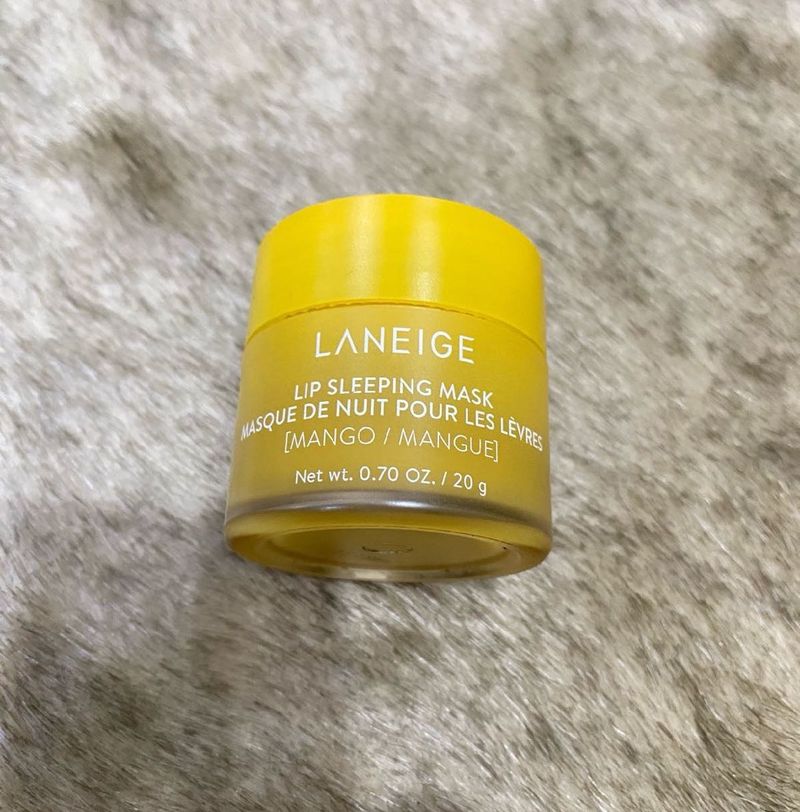 LANEIGE
LIP SLEEPING MASK
MASQUE DE NUIT POUR LES LÈVRES
[MANGO / MANGUE]
Net wt. 0.70 OZ. / 20 g